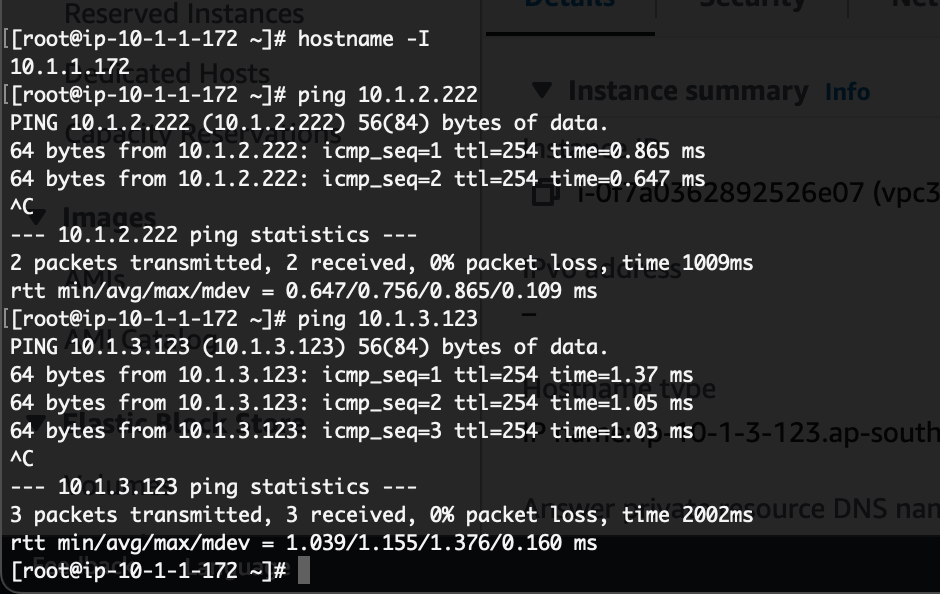 [[root@ip-10-1-1-172 ~]# hostname -I
10.1.1.172
[[root@ip-10-1-1-172 ~]# ping 10.1.2.222
PING 10.1.2.222 (10.1.2.222) 56(84) bytes of data.
64 bytes from 10.1.2.222: icmp_seq=1 ttl=254 time=0.865 ms
64 bytes from 10.1.2.222: icmp_seq=2 ttl=254 time=0.647 ms
^C
--- 10.1.2.222 ping statistics ---
2 packets transmitted, 2 received, 0% packet loss, time 1009ms
rtt min/avg/max/mdev = 0.647/0.756/0.865/0.109 ms
[[root@ip-10-1-1-172 ~]# ping 10.1.3.123
PING 10.1.3.123 (10.1.3.123) 56(84) bytes of data.
64 bytes from 10.1.3.123: icmp_seq=1 ttl=254 time=1.37 ms
64 bytes from 10.1.3.123: icmp_seq=2 ttl=254 time=1.05 ms
64 bytes from 10.1.3.123: icmp_seq=3 ttl=254 time=1.03 ms
^C
--- 10.1.3.123 ping statistics ---
3 packets transmitted, 3 received, 0% packet loss, time 2002ms
rtt min/avg/max/mdev = 1.039/1.155/1.376/0.160 ms
[root@ip-10-1-1-172 ~]#
Reserved Instances
Dedicated Hosts
Capacity Reservations
Images
AMIs
AMI Catalog
Elastic Block Store
Volumes
Feedback Language
Details Security
Instance summary Info
Instance ID
i-0f7a0362892526e07 (vpc3
IPv6 address
–
Hostname type
IP name: ip-10-1-3-123.ap-south
Answer private resource DNS nam